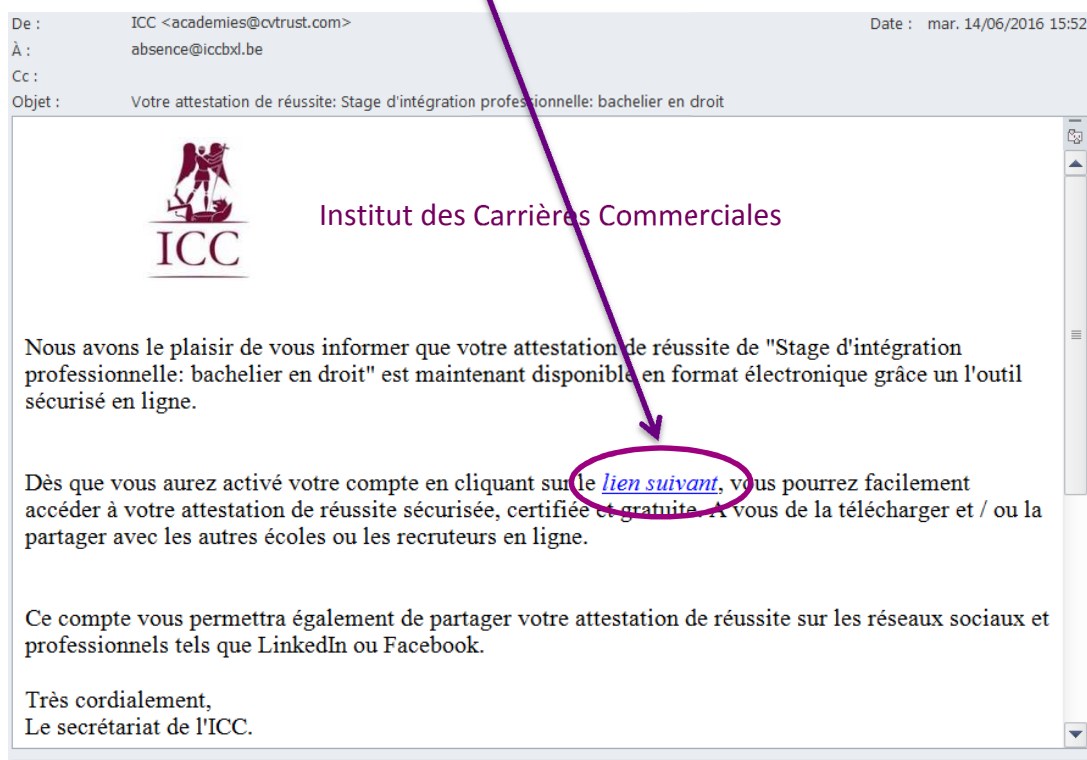 De : ICC <academies@cvtrust.com> Date : mar. 14/06/2016 15:52
À : absence@iccbxl.be
Cc :
Objet : Votre attestation de réussite: Stage d'intégration professionnelle: bachelier en droit
ICC
Institut des Carrières Commerciales
Nous avons le plaisir de vous informer que votre attestation de réussite de "Stage d'intégration
professionnelle: bachelier en droit" est maintenant disponible en format électronique grâce un l'outil
sécurisé en ligne.
Dès que vous aurez activé votre compte en cliquant sur le lien suivant, vous pourrez facilement
accéder à votre attestation de réussite sécurisée, certifiée et gratuite. A vous de la télécharger et / ou la
partager avec les autres écoles ou les recruteurs en ligne.
Ce compte vous permettra également de partager votre attestation de réussite sur les réseaux sociaux et
professionnels tels que LinkedIn ou Facebook.
Très cordialement,
Le secrétariat de l'ICC.